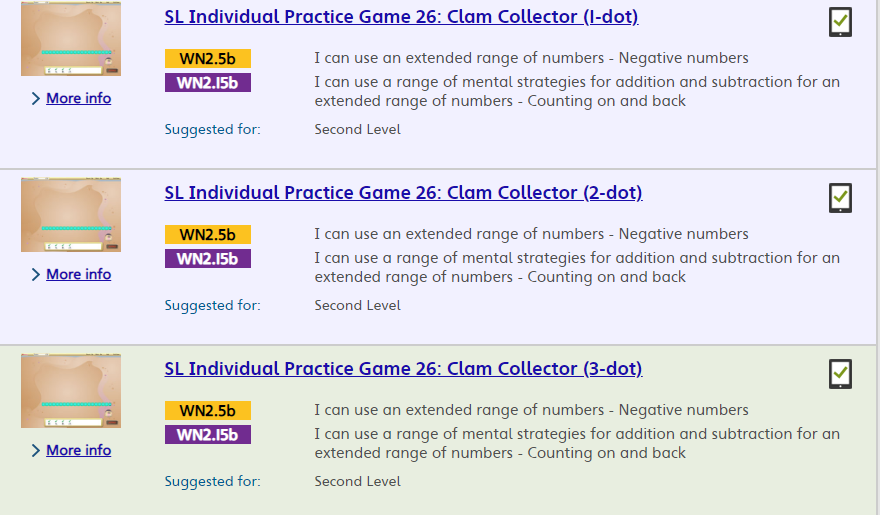 SL Individual Practice Game 26: Clam Collector (1-dot)
WN2.5b I can use an extended range of numbers - Negative numbers
WN2.15b I can use a range of mental strategies for addition and subtraction for an
extended range of numbers - Counting on and back
More info
Suggested for: Second Level
SL Individual Practice Game 26: Clam Collector (2-dot)
WN2.5b I can use an extended range of numbers - Negative numbers
WN2.15b I can use a range of mental strategies for addition and subtraction for an
extended range of numbers - Counting on and back
More info
Suggested for: Second Level
SL Individual Practice Game 26: Clam Collector (3-dot)
WN2.5b I can use an extended range of numbers - Negative numbers
WN2.15b I can use a range of mental strategies for addition and subtraction for an
extended range of numbers - Counting on and back
More info
Suggested for: Second Level